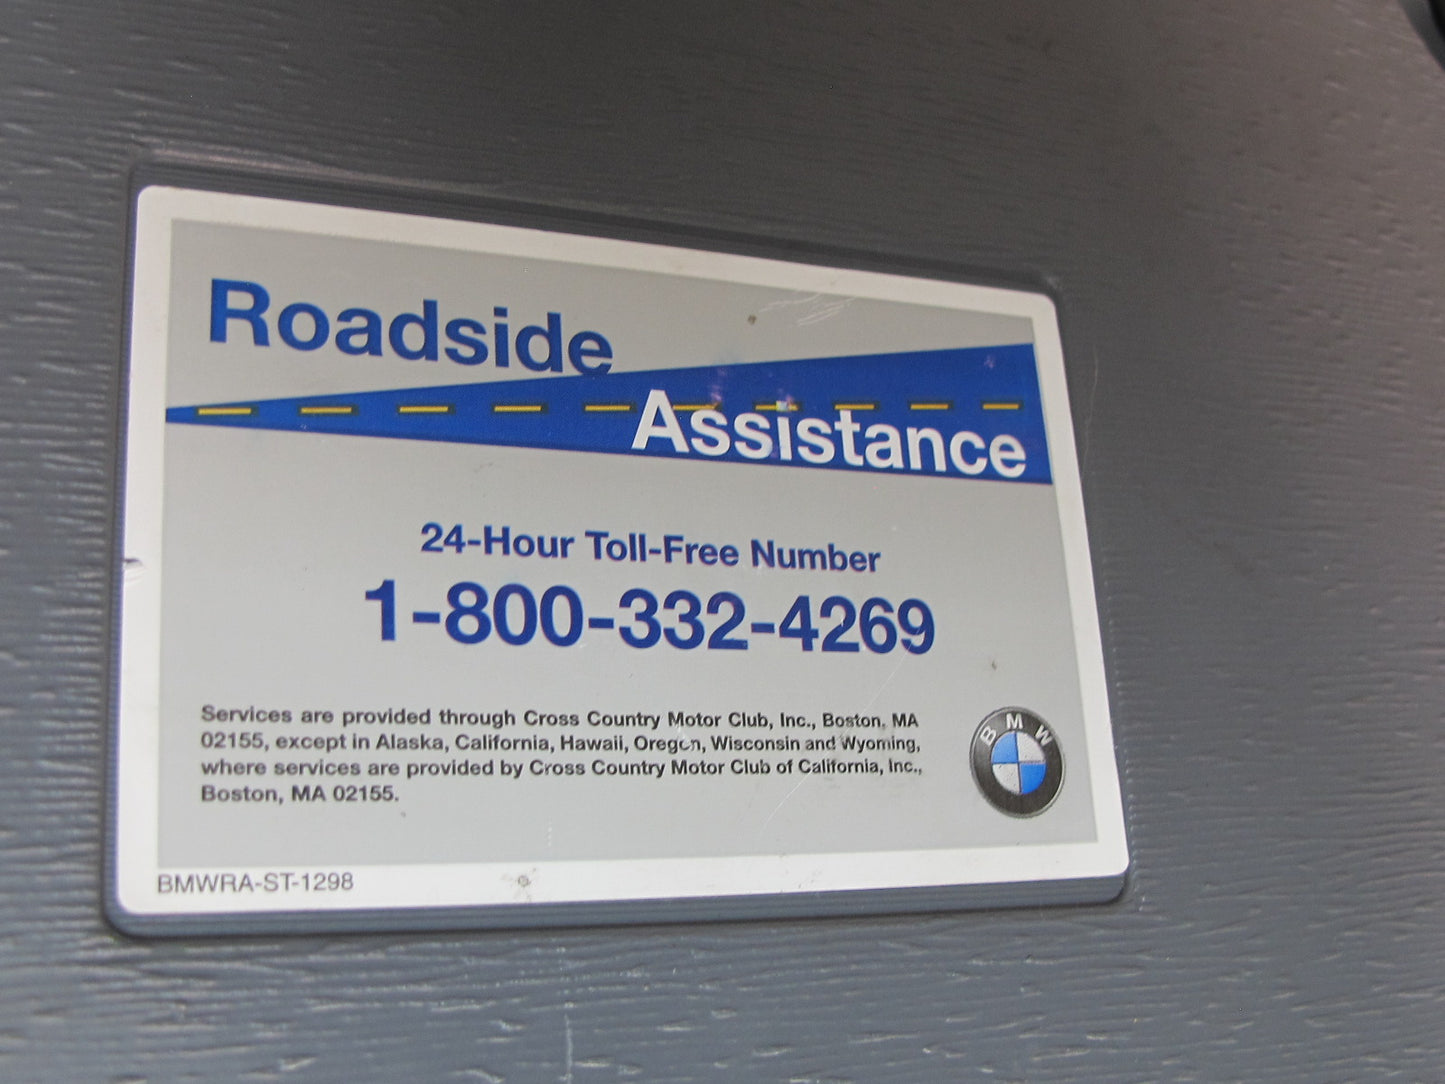 Roadside
Assistance
24-Hour Toll-Free Number
1-800-332-4269
Services are provided through Cross Country Motor Club, Inc., Boston, MA
02155, except in Alaska, California, Hawaii, Oregon, Wisconsin and Wyoming,
where services are provided by Cross Country Motor Club of California, Inc.,
Boston, MA 02155.
BMW
BMWRA-ST-1298